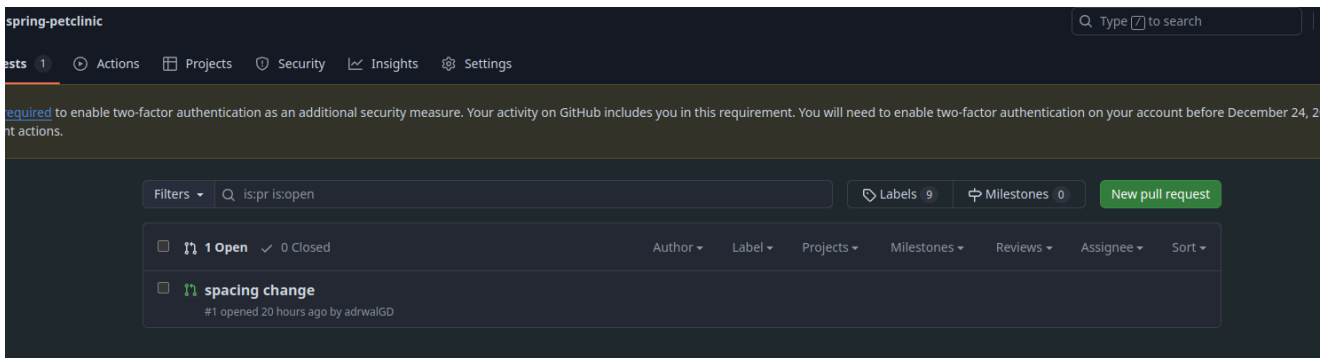 spring-petclinic
Type / to search
ests 1 Actions Projects Security Insights Settings
required to enable two-factor authentication as an additional security measure. Your activity on GitHub includes you in this requirement. You will need to enable two-factor authentication on your account before December 24, 2
nt actions.
Filters is:pr is:open Labels 9 Milestones 0 New pull request
1 Open 0 Closed Author Label Projects Milestones Reviews Assignee Sort
spacing change
#1 opened 20 hours ago by adrwalGD